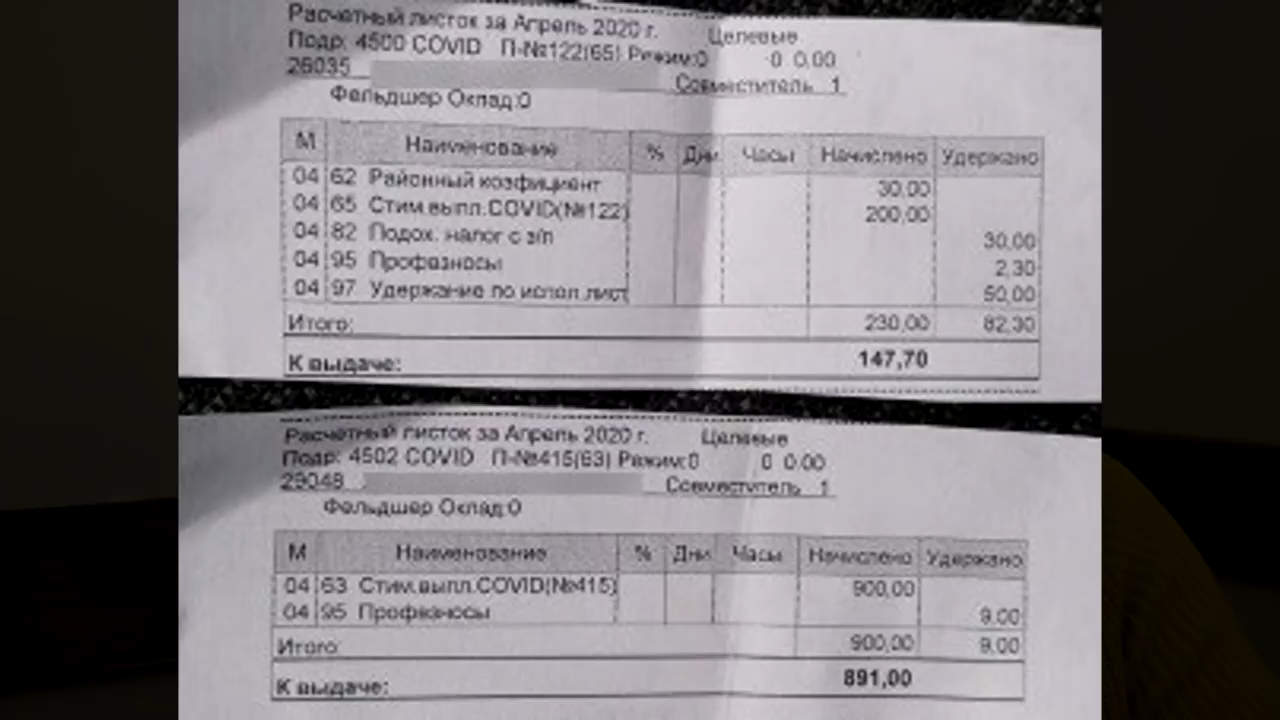 Расчетный листок за Апрель 2020 г. Целевые
Подр: 4500 COVID П-№122(65) Режим:0 0 0,00
26035 Совместитель 1
Фельдшер Оклад:0
М Наименование % Дни Часы Начислено Удержано
04 62 Районный коэфициент 30,00
04 65 Стим.выпл.COVID(№122) 200,00
04 82 Подох. налог с з/п 30,00
04 95 Профвзносы 2,30
04 97 Удержание по испол.лист 50,00
Итого: 230,00 82,30
К выдаче: 147,70
Расчетный листок за Апрель 2020 г. Целевые
Подр: 4502 COVID П-№415(63) Режим:0 0 0,00
29048 Совместитель 1
Фельдшер Оклад:0
М Наименование % Дни Часы Начислено Удержано
04 63 Стим.выпл.COVID(№415) 900,00
04 95 Профвзносы 9,00
Итого: 900,00 9,00
К выдаче: 891,00